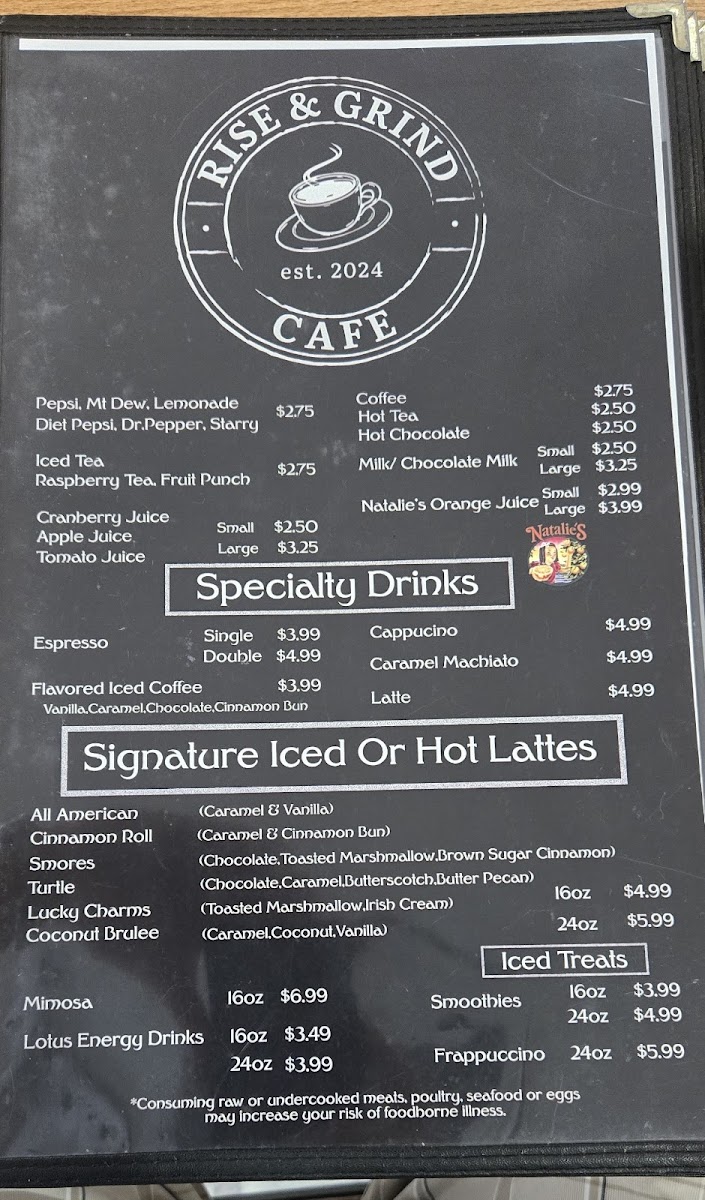 RISE & GRIND
est. 2024
CAFE
Pepsi, Mt Dew, Lemonade
Diet Pepsi, Dr.Pepper, Starry $2.75
Iced Tea
Raspberry Tea, Fruit Punch $2.75
Cranberry Juice
Apple Juice Small $2.50
Tomato Juice Large $3.25
Coffee $2.75
Hot Tea $2.50
Hot Chocolate $2.50
Milk/ Chocolate Milk Small $2.50
Large $3.25
Natalie's Orange Juice Small $2.99
Large $3.99
Natalie's
Specialty Drinks
Espresso Single $3.99
Double $4.99
Flavored Iced Coffee $3.99
Vanilla,Caramel,Chocolate,Cinnamon Bun
Cappucino $4.99
Caramel Machiato $4.99
Latte $4.99
Signature Iced Or Hot Lattes
All American (Caramel & Vanilla)
Cinnamon Roll (Caramel & Cinnamon Bun)
Smores (Chocolate,Toasted Marshmallow,Brown Sugar Cinnamon)
Turtle (Chocolate,Caramel,Butterscotch,Butter Pecan)
Lucky Charms (Toasted Marshmallow,Irish Cream)
Coconut Brulee (Caramel,Coconut,Vanilla)
16oz $4.99
24oz $5.99
Mimosa 16oz $6.99
Lotus Energy Drinks 16oz $3.49
24oz $3.99
Iced Treats
Smoothies 16oz $3.99
24oz $4.99
Frappuccino 24oz $5.99
*Consuming raw or undercooked meats, poultry, seafood or eggs
may increase your risk of foodborne illness.